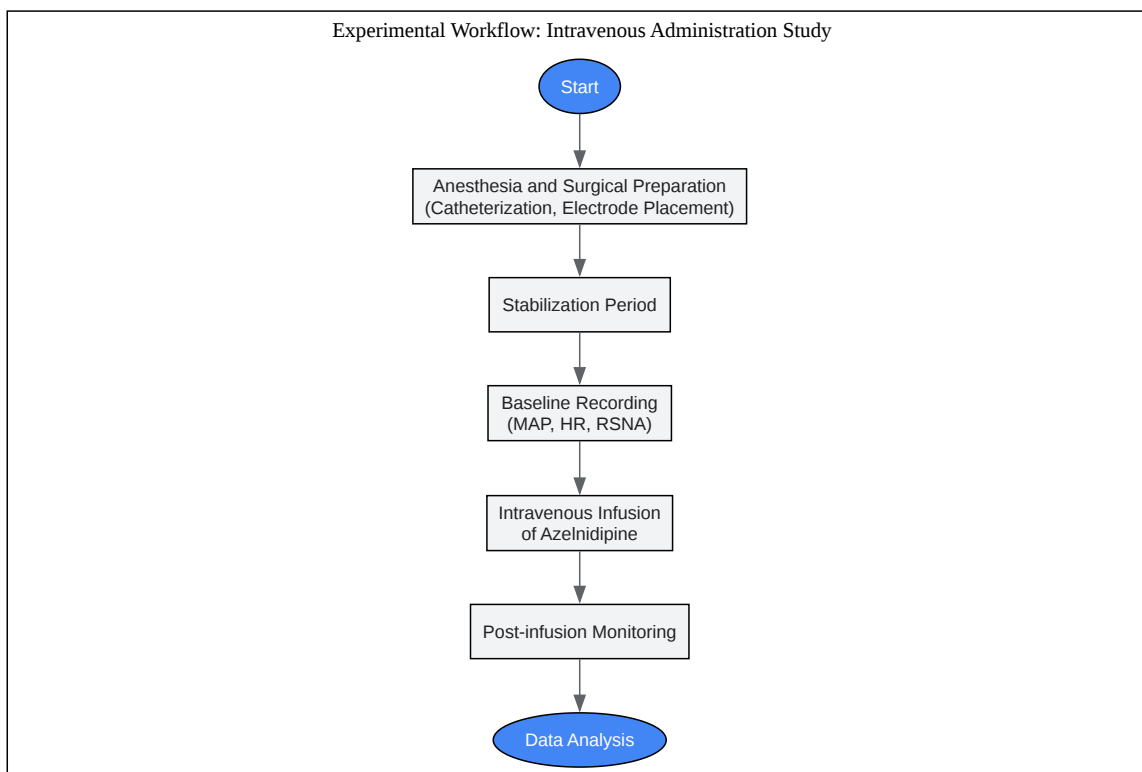 Experimental Workflow: Intravenous Administration Study
Start
Anesthesia and Surgical Preparation
(Catheterization, Electrode Placement)
Stabilization Period
Baseline Recording
(MAP, HR, RSNA)
Intravenous Infusion
of Azelnidipine
Post-infusion Monitoring
Data Analysis